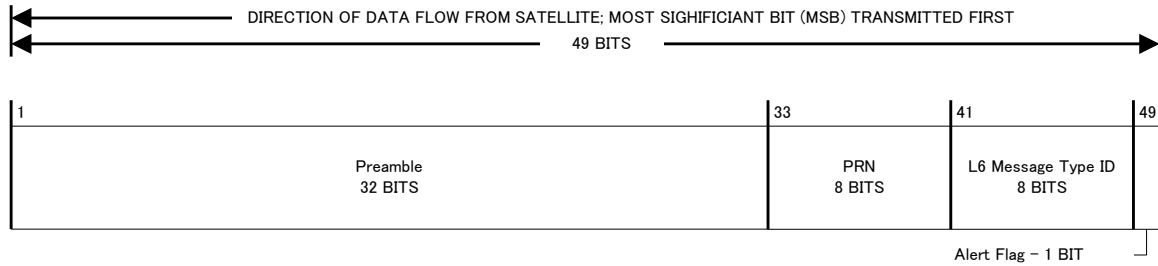 DIRECTION OF DATA FLOW FROM SATELLITE; MOST SIGHIFICIANT BIT (MSB) TRANSMITTED FIRST
49 BITS
1
33
41
49
Preamble
32 BITS
PRN
8 BITS
L6 Message Type ID
8 BITS
Alert Flag - 1 BIT